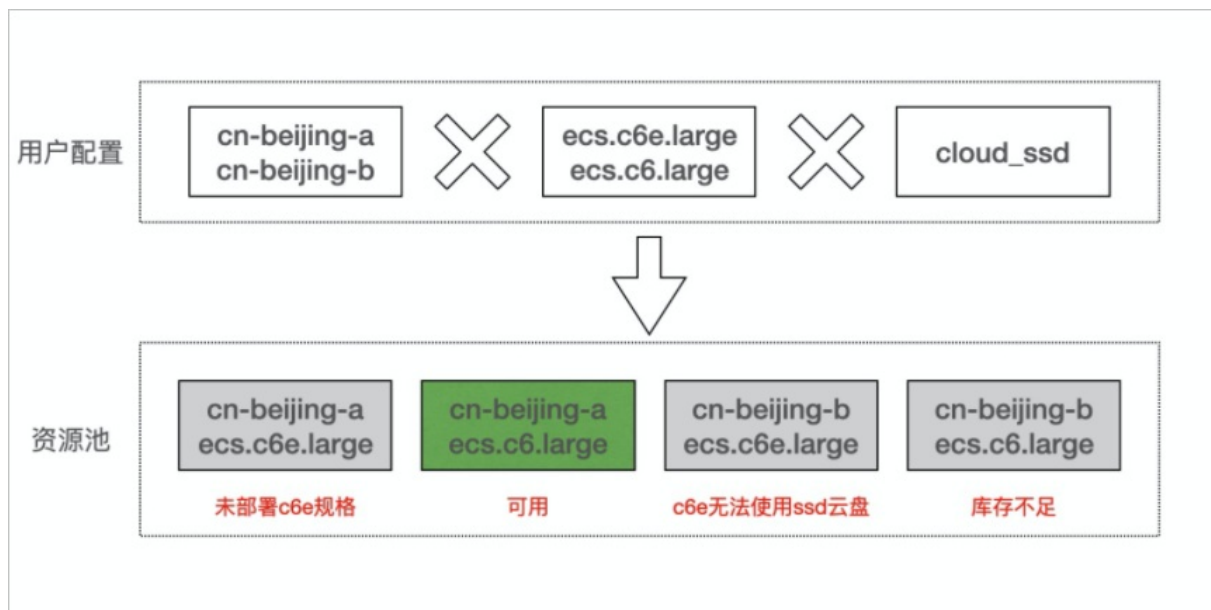 用户配置
cn-beijing-a
cn-beijing-b
ecs.c6e.large
ecs.c6.large
cloud_ssd
资源池
cn-beijing-a
ecs.c6e.large
cn-beijing-a
ecs.c6.large
cn-beijing-b
ecs.c6e.large
cn-beijing-b
ecs.c6.large
未部署c6e规格
可用
c6e无法使用ssd云盘
库存不足